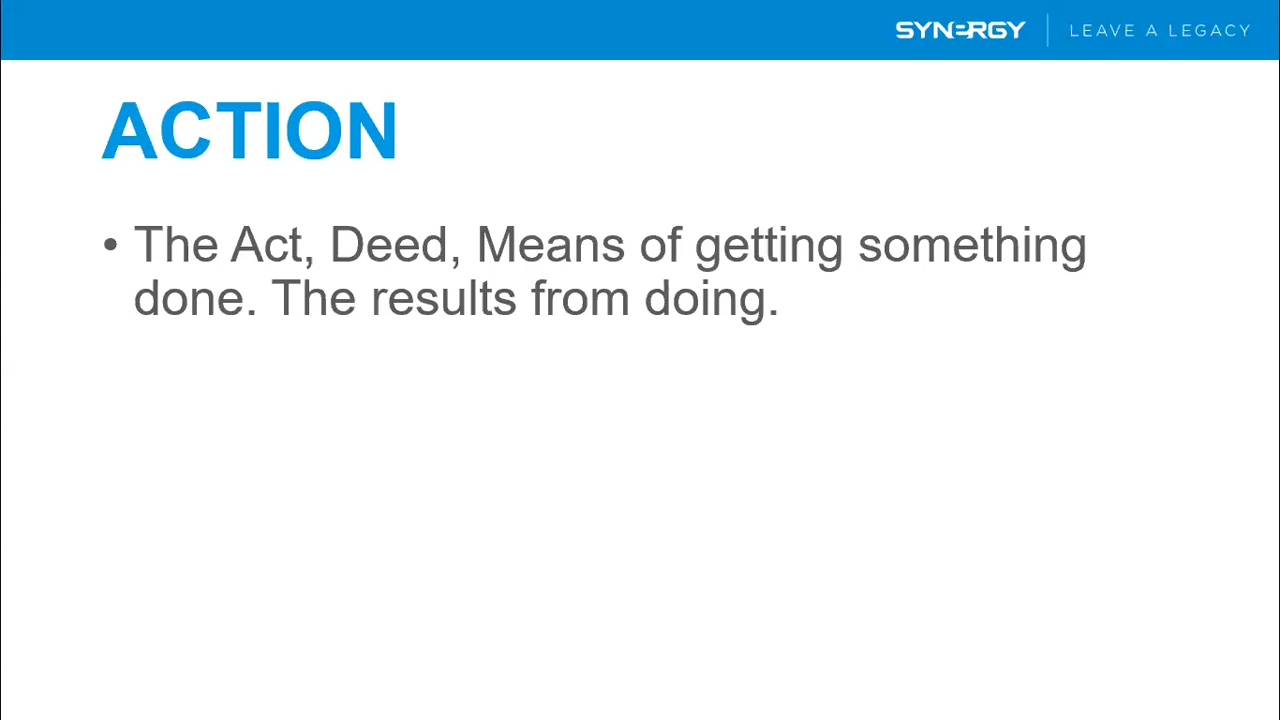 SYNERGY LEAVE A LEGACY
ACTION
• The Act, Deed, Means of getting something
done. The results from doing.